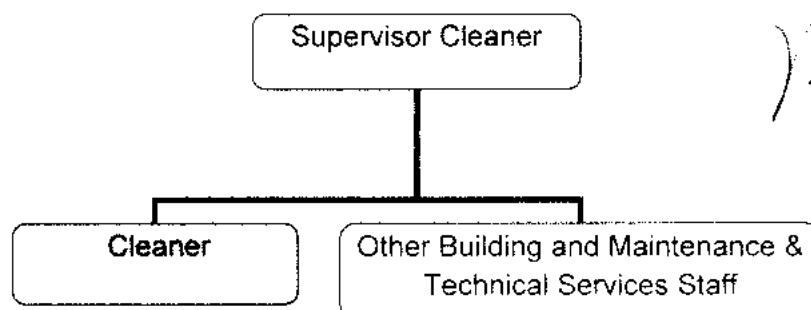 Supervisor Cleaner
Cleaner
Other Building and Maintenance &
Technical Services Staff